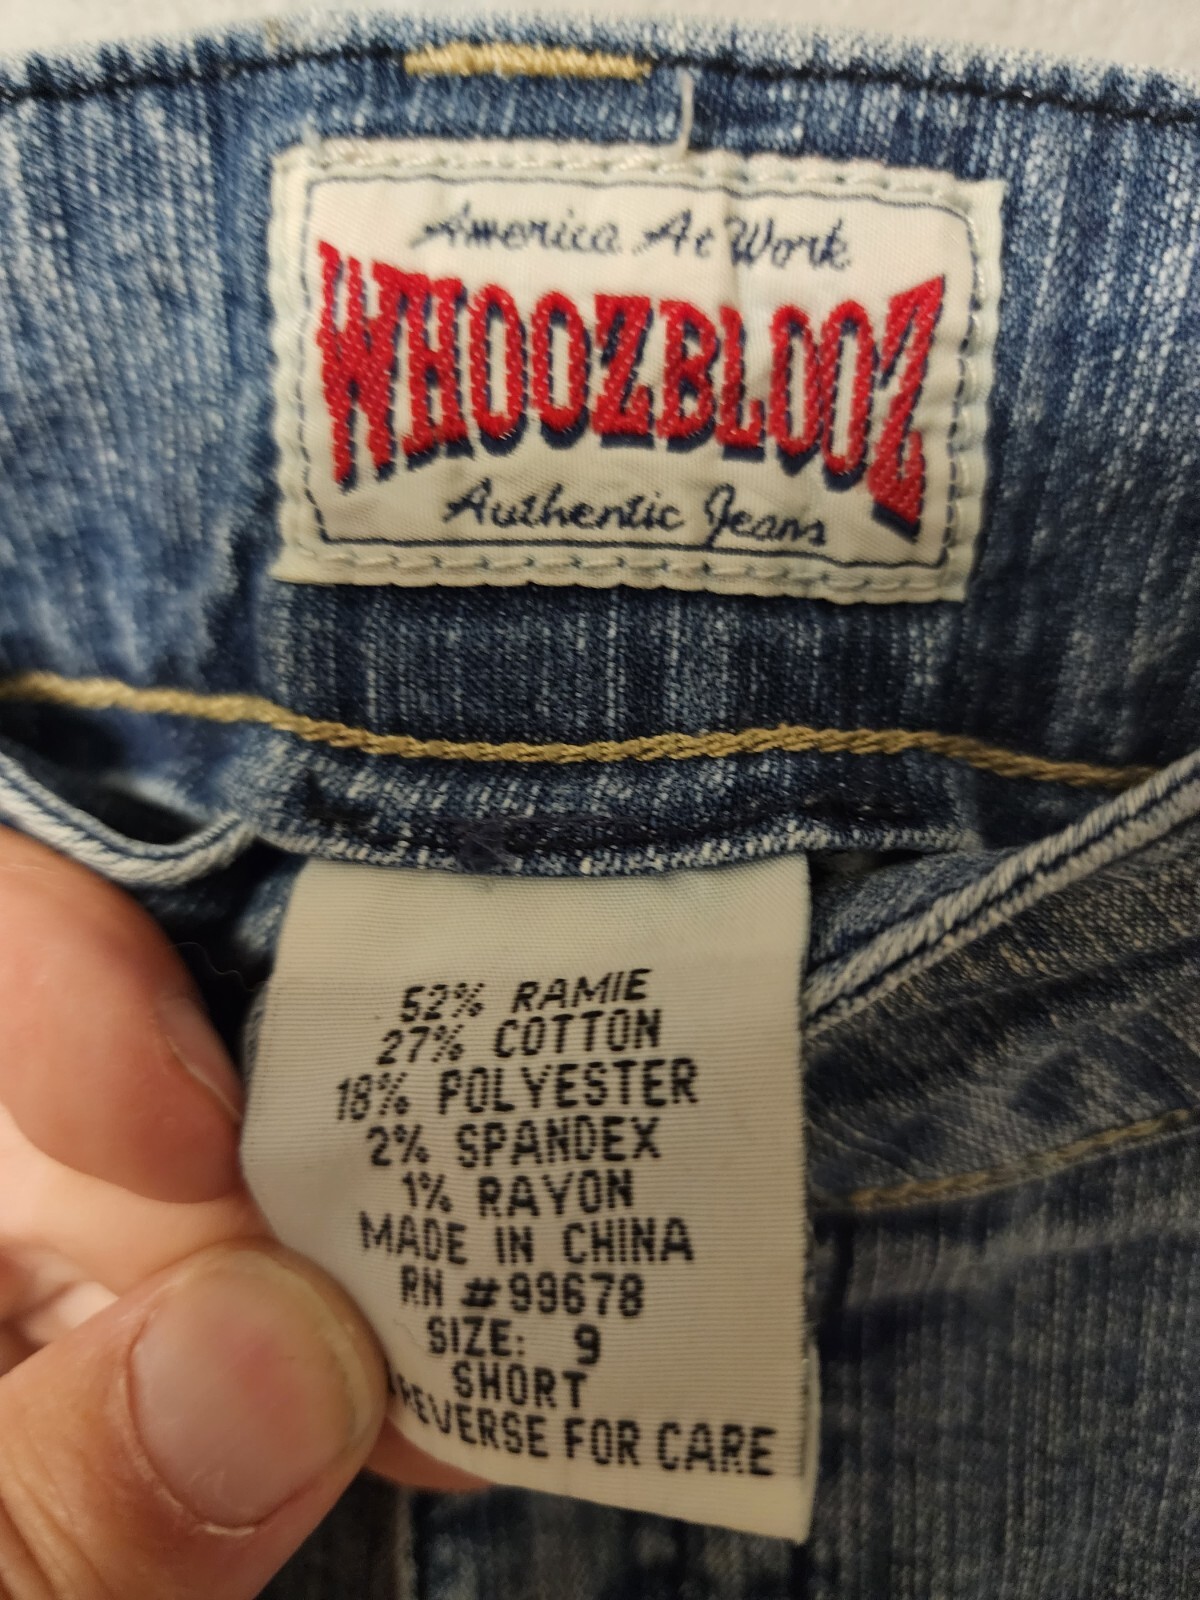 America At Work
WHOOZBLOOZ
Authentic Jeans
52% RAMIE
27% COTTON
18% POLYESTER
2% SPANDEX
1% RAYON
MADE IN CHINA
RN #99678
SIZE: 9
SHORT
REVERSE FOR CARE